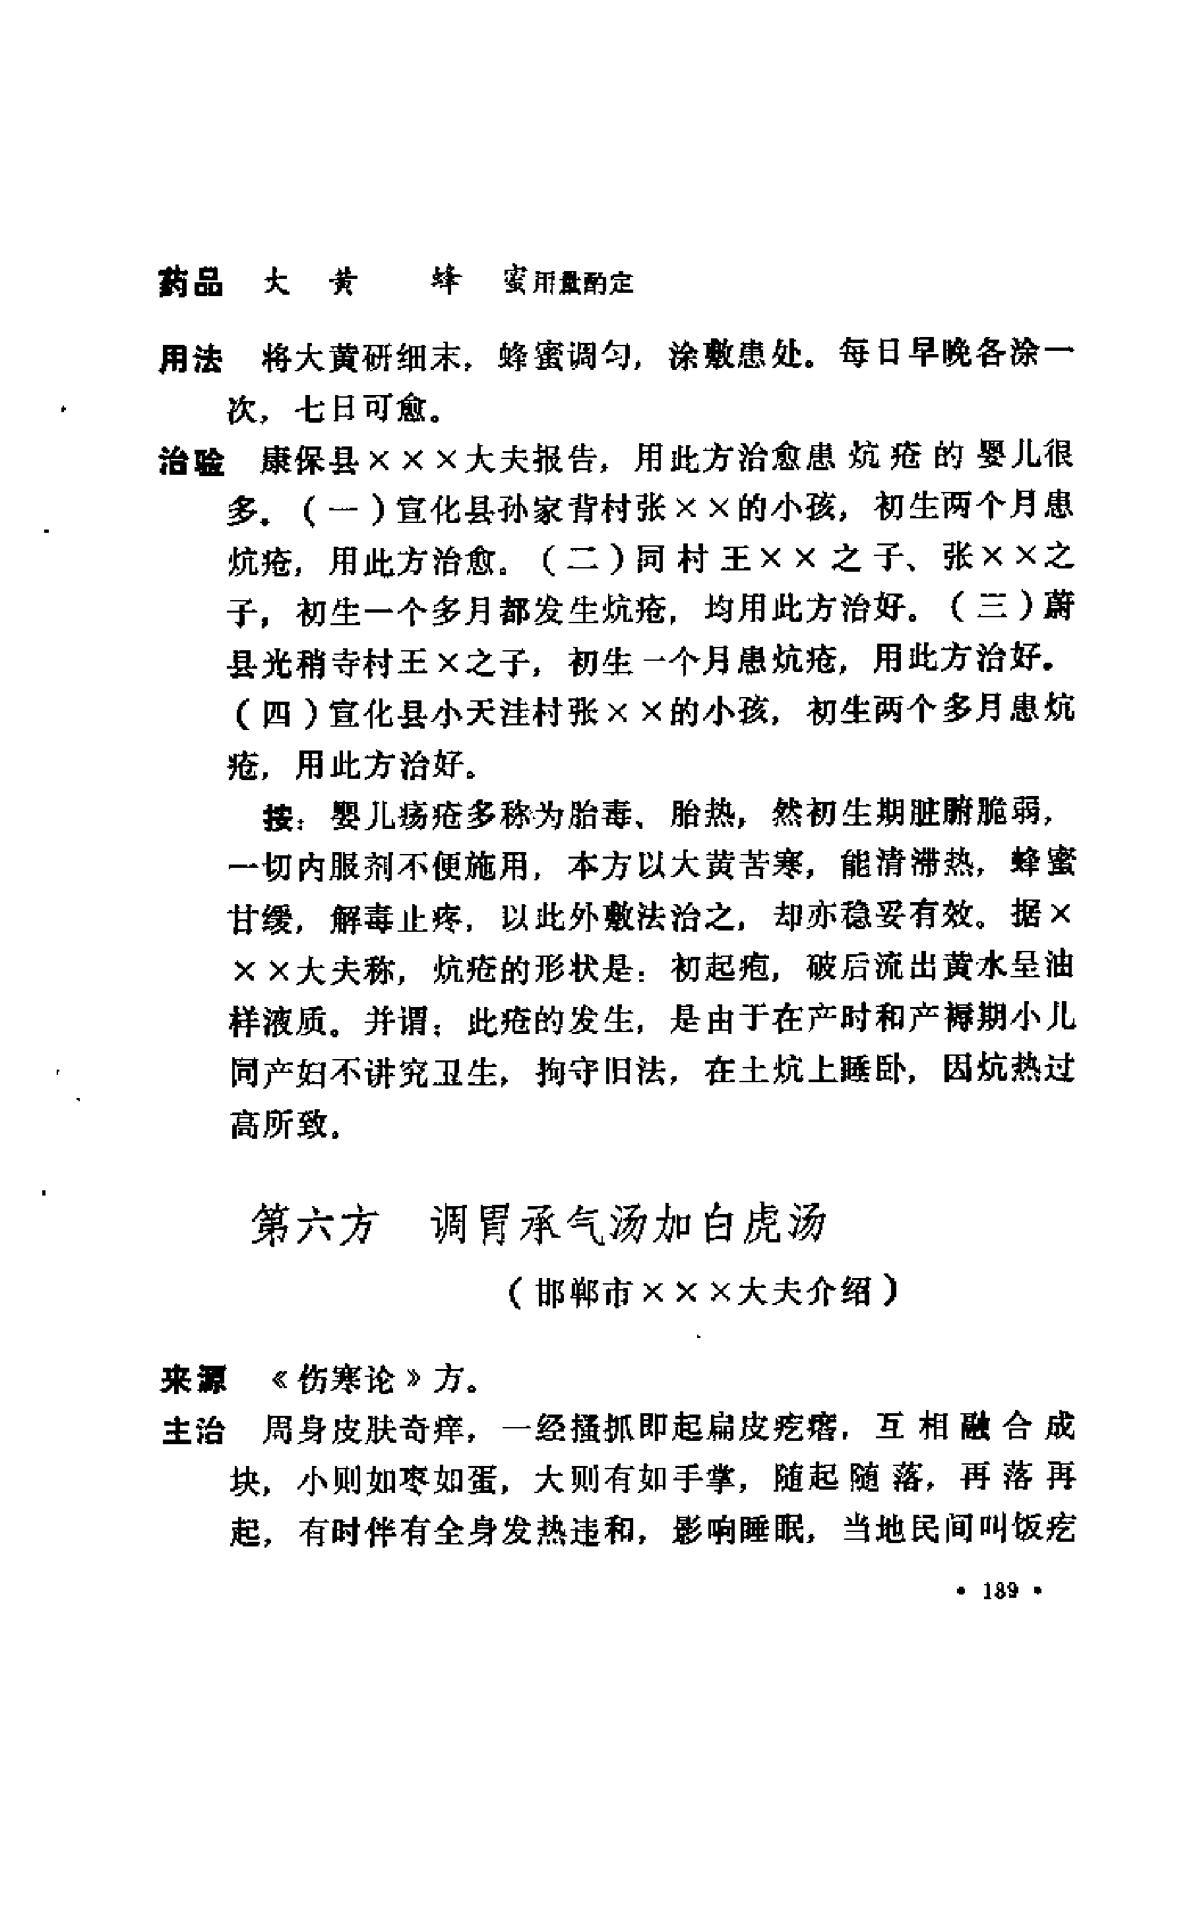 药品　大　黄　　蜂　蜜用量酌定
用法　将大黄研细末，蜂蜜调匀，涂敷患处。每日早晚各涂一
次，七日可愈。
治验　康保县×××大夫报告，用此方治愈患炕疮的婴儿很
多。（一）宣化县孙家背村张××的小孩，初生两个月患
炕疮，用此方治愈。（二）同村王××之子、张××之
子，初生一个多月都发生炕疮，均用此方治好。（三）蔚
县光稍寺村王×之子，初生一个月患炕疮，用此方治好。
（四）宣化县小天洼村张××的小孩，初生两个多月患炕
疮，用此方治好。
按：婴儿疡疮多称为胎毒、胎热，然初生期脏腑脆弱，
一切内服剂不便施用，本方以大黄苦寒，能清滞热，蜂蜜
甘缓，解毒止疼，以此外敷法治之，却亦稳妥有效。据×
××大夫称，炕疮的形状是：初起疱，破后流出黄水呈油
样液质。并谓：此疮的发生，是由于在产时和产褥期小儿
同产妇不讲究卫生，拘守旧法，在土炕上睡卧，因炕热过
高所致。
第六方　调胃承气汤加白虎汤
（邯郸市×××大夫介绍）
来源　《伤寒论》方。
主治　周身皮肤奇痒，一经搔抓即起扁皮疙瘩，互相融合成
块，小则如枣如蛋，大则有如手掌，随起随落，再落再
起，有时伴有全身发热违和，影响睡眠，当地民间叫饭疙
• 189 •